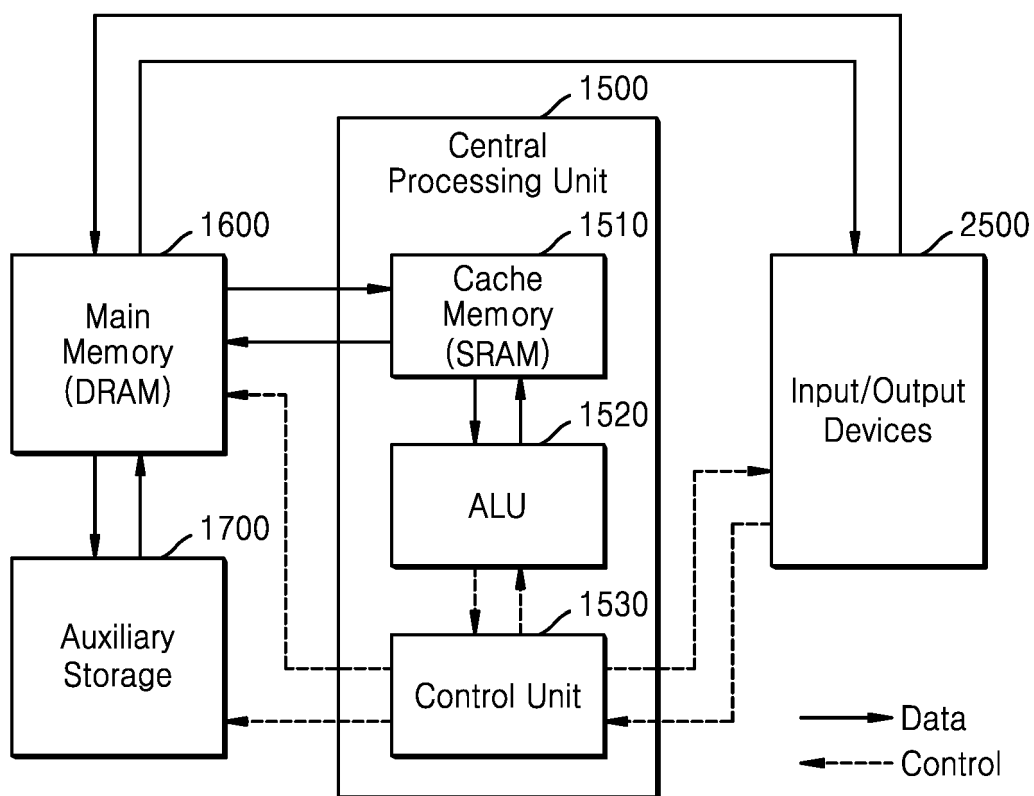 1500
Central
Processing Unit
1600
Main
Memory
(DRAM)
1510
Cache
Memory
(SRAM)
2500
Input/Output
Devices
1520
ALU
1700
Auxiliary
Storage
1530
Control Unit
Data
Control